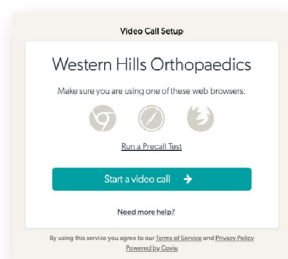 Video Call Setup
Western Hills Orthopaedics
Make sure you are using one of these web browsers:
Run a Precall Test
Start a video call
Need more help?
By using this service you agree to our Terms of Service and Privacy Policy
Powered by Coviu